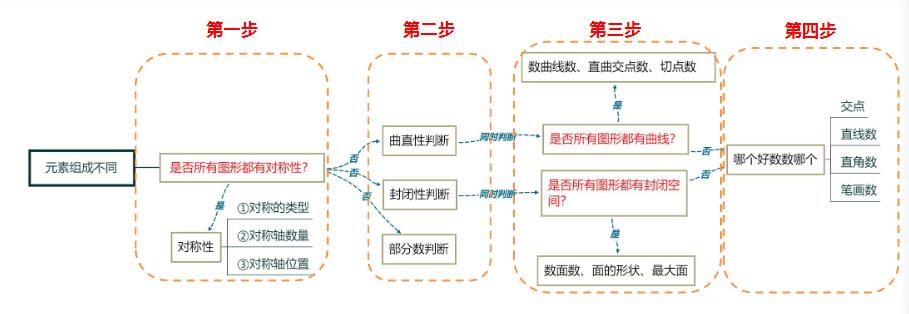 第一步
第二步
第三步
第四步
元素组成不同
是否所有图形都有对称性?
是
对称性
①对称的类型
②对称轴数量
③对称轴位置
否
否
否
曲直性判断
封闭性判断
部分数判断
同时判断
同时判断
数曲线数、直曲交点数、切点数
是
是否所有图形都有曲线?
是否所有图形都有封闭空
间?
是
数面数、面的形状、最大面
否
否
哪个好数数哪个
交点
直线数
直角数
笔画数